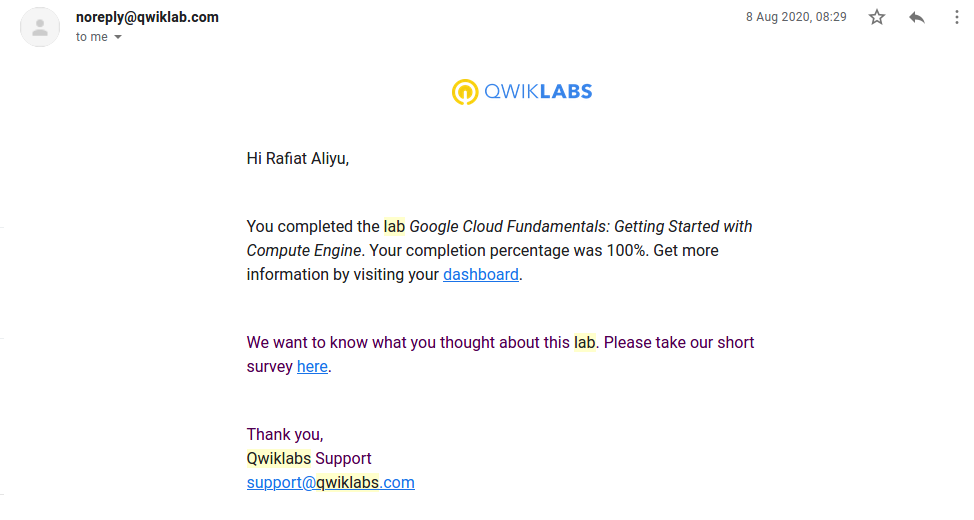 noreply@qwiklab.com
8 Aug 2020, 08:29
to me
QWIKLABS
Hi Rafiat Aliyu,
You completed the lab Google Cloud Fundamentals: Getting Started with
Compute Engine. Your completion percentage was 100%. Get more
information by visiting your dashboard.
We want to know what you thought about this lab. Please take our short
survey here.
Thank you,
Qwiklabs Support
support@qwiklabs.com